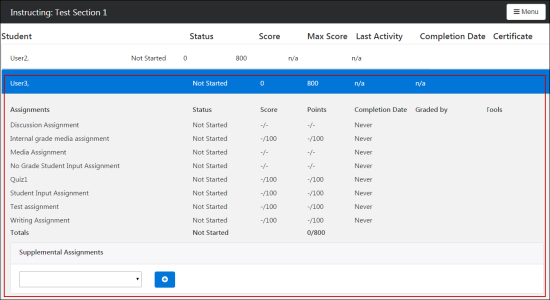 Instructing: Test Section 1 Menu
Student Status Score Max Score Last Activity Completion Date Certificate
User2, Not Started 0 800 n/a n/a
User3, Not Started 0 800 n/a n/a
Assignments Status Score Points Completion Date Graded by Tools
Discussion Assignment Not Started -/- -/- Never
Internal grade media assignment Not Started -/100 -/100 Never
Media Assignment Not Started -/- -/- Never
No Grade Student Input Assignment Not Started -/- -/- Never
Quiz1 Not Started -/100 -/100 Never
Student Input Assignment Not Started -/100 -/100 Never
Test assignment Not Started -/100 -/100 Never
Writing Assignment Not Started -/100 -/100 Never
Totals Not Started 0/800
Supplemental Assignments